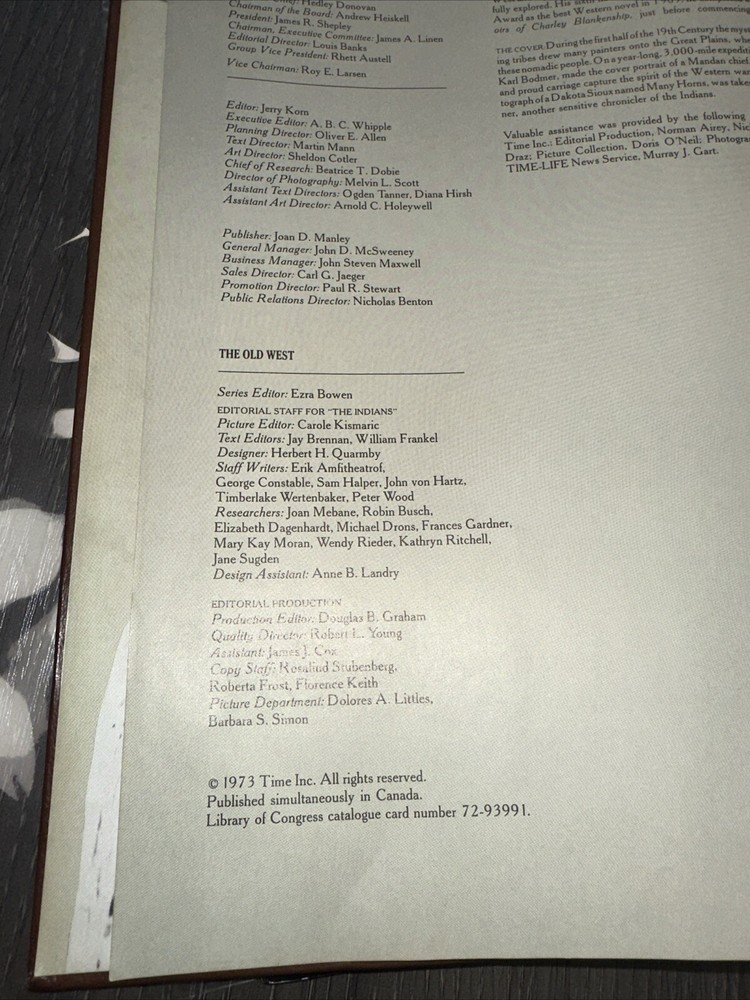 Hedley Donovan
Chairman of the Board: Andrew Heiskell
President: James R. Shepley
Chairman, Executive Committee: James A. Linen
Editorial Director: Louis Banks
Group Vice President: Rhett Austell
Vice Chairman: Roy E. Larsen
Editor: Jerry Korn
Executive Editor: A. B. C. Whipple
Planning Director: Oliver E. Allen
Text Director: Martin Mann
Art Director: Sheldon Cotler
Chief of Research: Beatrice T. Dobie
Director of Photography: Melvin L. Scott
Assistant Text Directors: Ogden Tanner, Diana Hirsh
Assistant Art Director: Arnold C. Holeywell
Publisher: Joan D. Manley
General Manager: John D. McSweeney
Business Manager: John Steven Maxwell
Sales Director: Carl G. Jaeger
Promotion Director: Paul R. Stewart
Public Relations Director: Nicholas Benton
THE OLD WEST
Series Editor: Ezra Bowen
EDITORIAL STAFF FOR "THE INDIANS"
Picture Editor: Carole Kismaric
Text Editors: Jay Brennan, William Frankel
Designer: Herbert H. Quarmby
Staff Writers: Erik Amfitheatrof,
George Constable, Sam Halper, John von Hartz,
Timberlake Wertenbaker, Peter Wood
Researchers: Joan Mebane, Robin Busch,
Elizabeth Dagenhardt, Michael Drons, Frances Gardner,
Mary Kay Moran, Wendy Rieder, Kathryn Ritchell,
Jane Sugden
Design Assistant: Anne B. Landry
EDITORIAL PRODUCTION
Production Editor: Douglas B. Graham
Quality Director: Robert L. Young
Assistant: James J. Cox
Copy Staff: Rosalind Stubenberg,
Roberta Frost, Florence Keith
Picture Department: Dolores A. Littles,
Barbara S. Simon
© 1973 Time Inc. All rights reserved.
Published simultaneously in Canada.
Library of Congress catalogue card number 72-93991.
fully explored. His
Award as the best Western novel in
oirs of Charley Blankenship, just before commencing
THE COVER: During the first half of the 19th Century the
ing tribes drew many painters onto the Great Plains,
these nomadic people. On a year-long, 3,000-mile
Karl Bodmer, made the cover portrait of a Mandan chief,
and proud carriage capture the spirit of the Western
tograph of a Dakota Sioux named Many Horns, was
ner, another sensitive chronicler of the Indians.
Valuable assistance was provided by the following
Time Inc.: Editorial Production, Norman Airey,
Draz; Picture Collection, Doris O'Neil;
TIME-LIFE News Service, Murray J. Gart.